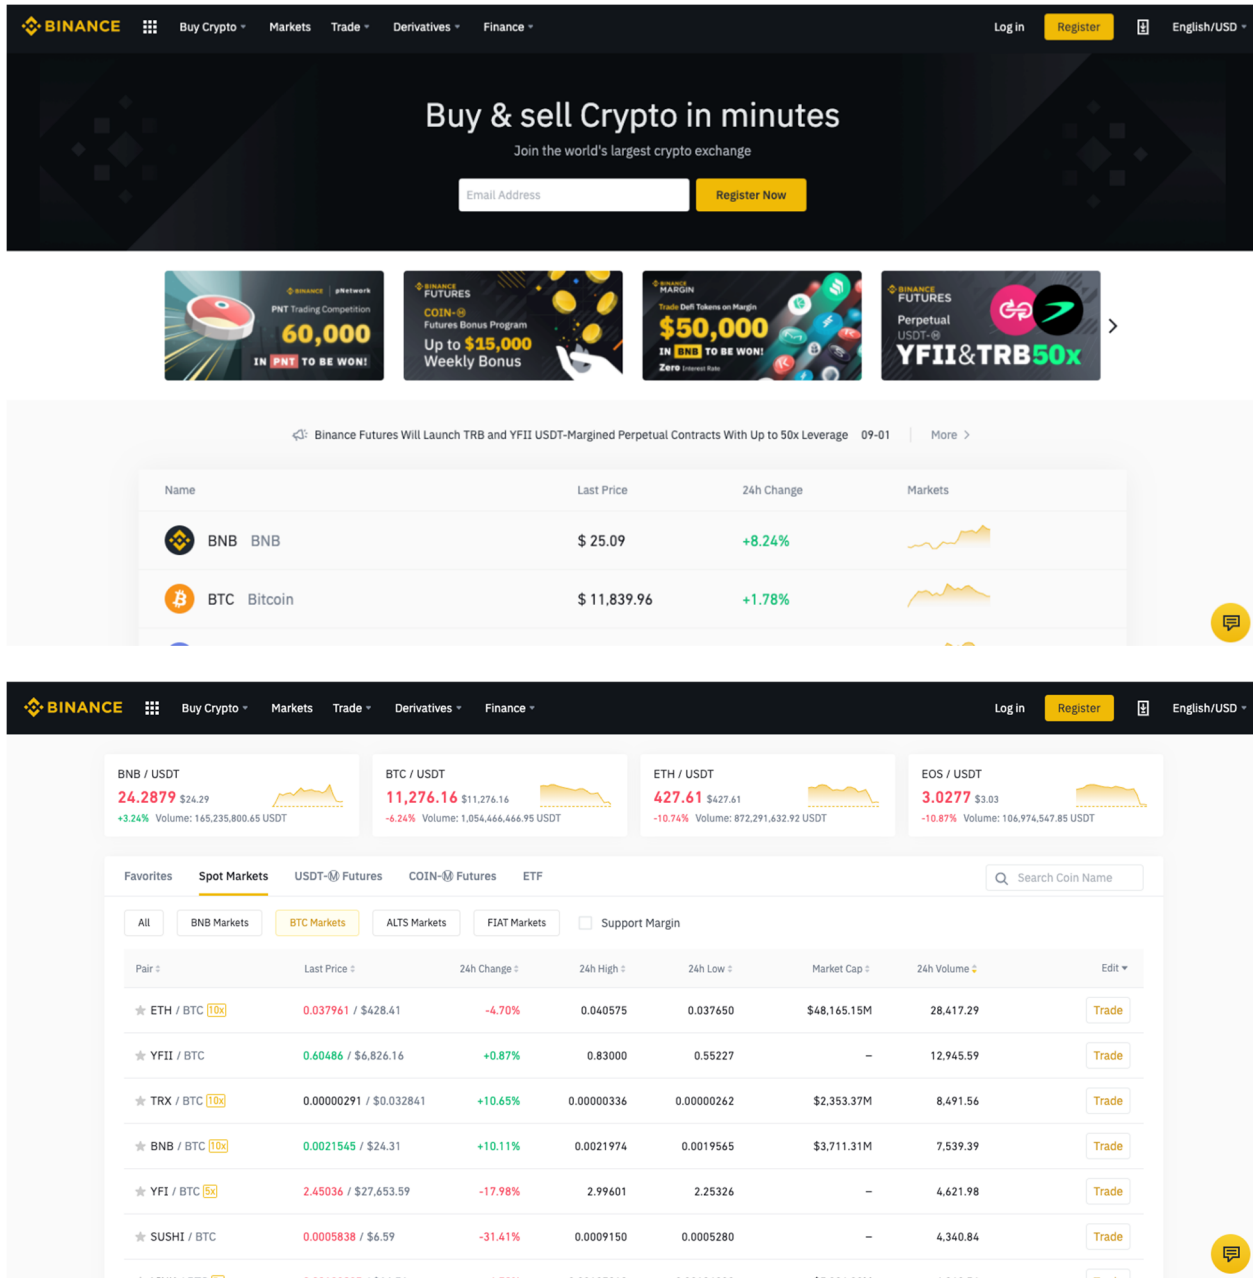 BINANCE Buy Crypto Markets Trade Derivatives Finance Log in Register English/USD
Buy & sell Crypto in minutes
Join the world's largest crypto exchange
Email Address Register Now
BINANCE | pNetwork
PNT Trading Competition
60,000
IN PNT TO BE WON!
BINANCE
FUTURES
COIN-Ⓜ
Futures Bonus Program
Up to $15,000
Weekly Bonus
BINANCE
MARGIN
Trade Defi Tokens on Margin
$50,000
IN BNB TO BE WON!
Zero Interest Rate
BINANCE
FUTURES
Perpetual
USDT-Ⓜ
YFII&TRB50x
Binance Futures Will Launch TRB and YFII USDT-Margined Perpetual Contracts With Up to 50x Leverage 09-01 More
Name Last Price 24h Change Markets
BNB BNB $ 25.09 +8.24%
BTC Bitcoin $ 11,839.96 +1.78%
BINANCE Buy Crypto Markets Trade Derivatives Finance Log in Register English/USD
BNB / USDT
24.2879 $24.29
+3.24% Volume: 165,235,800.65 USDT
BTC / USDT
11,276.16 $11,276.16
-6.24% Volume: 1,054,466,466.95 USDT
ETH / USDT
427.61 $427.61
-10.74% Volume: 872,291,632.92 USDT
EOS / USDT
3.0277 $3.03
-10.87% Volume: 106,974,547.85 USDT
Favorites Spot Markets USDT-Ⓜ Futures COIN-Ⓜ Futures ETF Search Coin Name
All BNB Markets BTC Markets ALTS Markets FIAT Markets Support Margin
Pair Last Price 24h Change 24h High 24h Low Market Cap 24h Volume Edit
ETH / BTC 10x 0.037961 / $428.41 -4.70% 0.040575 0.037650 $48,165.15M 28,417.29 Trade
YFII / BTC 0.60486 / $6,826.16 +0.87% 0.83000 0.55227 – 12,945.59 Trade
TRX / BTC 10x 0.00000291 / $0.032841 +10.65% 0.00000336 0.00000262 $2,353.37M 8,491.56 Trade
BNB / BTC 10x 0.0021545 / $24.31 +10.11% 0.0021974 0.0019565 $3,711.31M 7,539.39 Trade
YFI / BTC 5x 2.45036 / $27,653.59 -17.98% 2.99601 2.25326 – 4,621.98 Trade
SUSHI / BTC 0.0005838 / $6.59 -31.41% 0.0009150 0.0005280 – 4,340.84 Trade